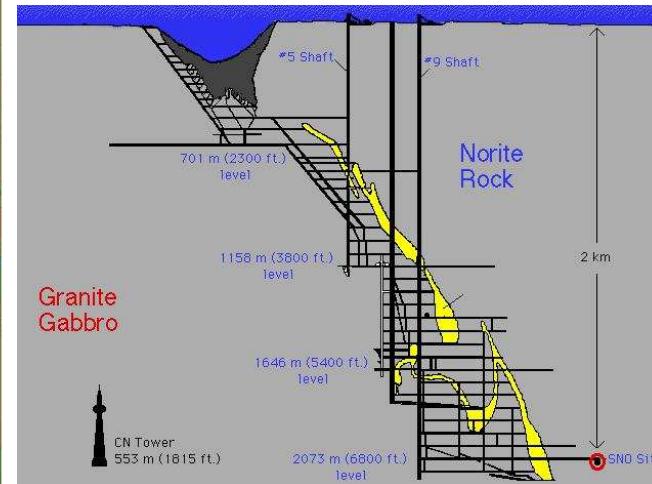 #5 Shaft
#9 Shaft
701 m (2300 ft.)
level
Norite
Rock
1158 m (3800 ft.)
level
2 km
Granite
Gabbro
1646 m (5400 ft.)
level
CN Tower
553 m (1815 ft.)
2073 m (6800 ft.)
level
SNO Sit